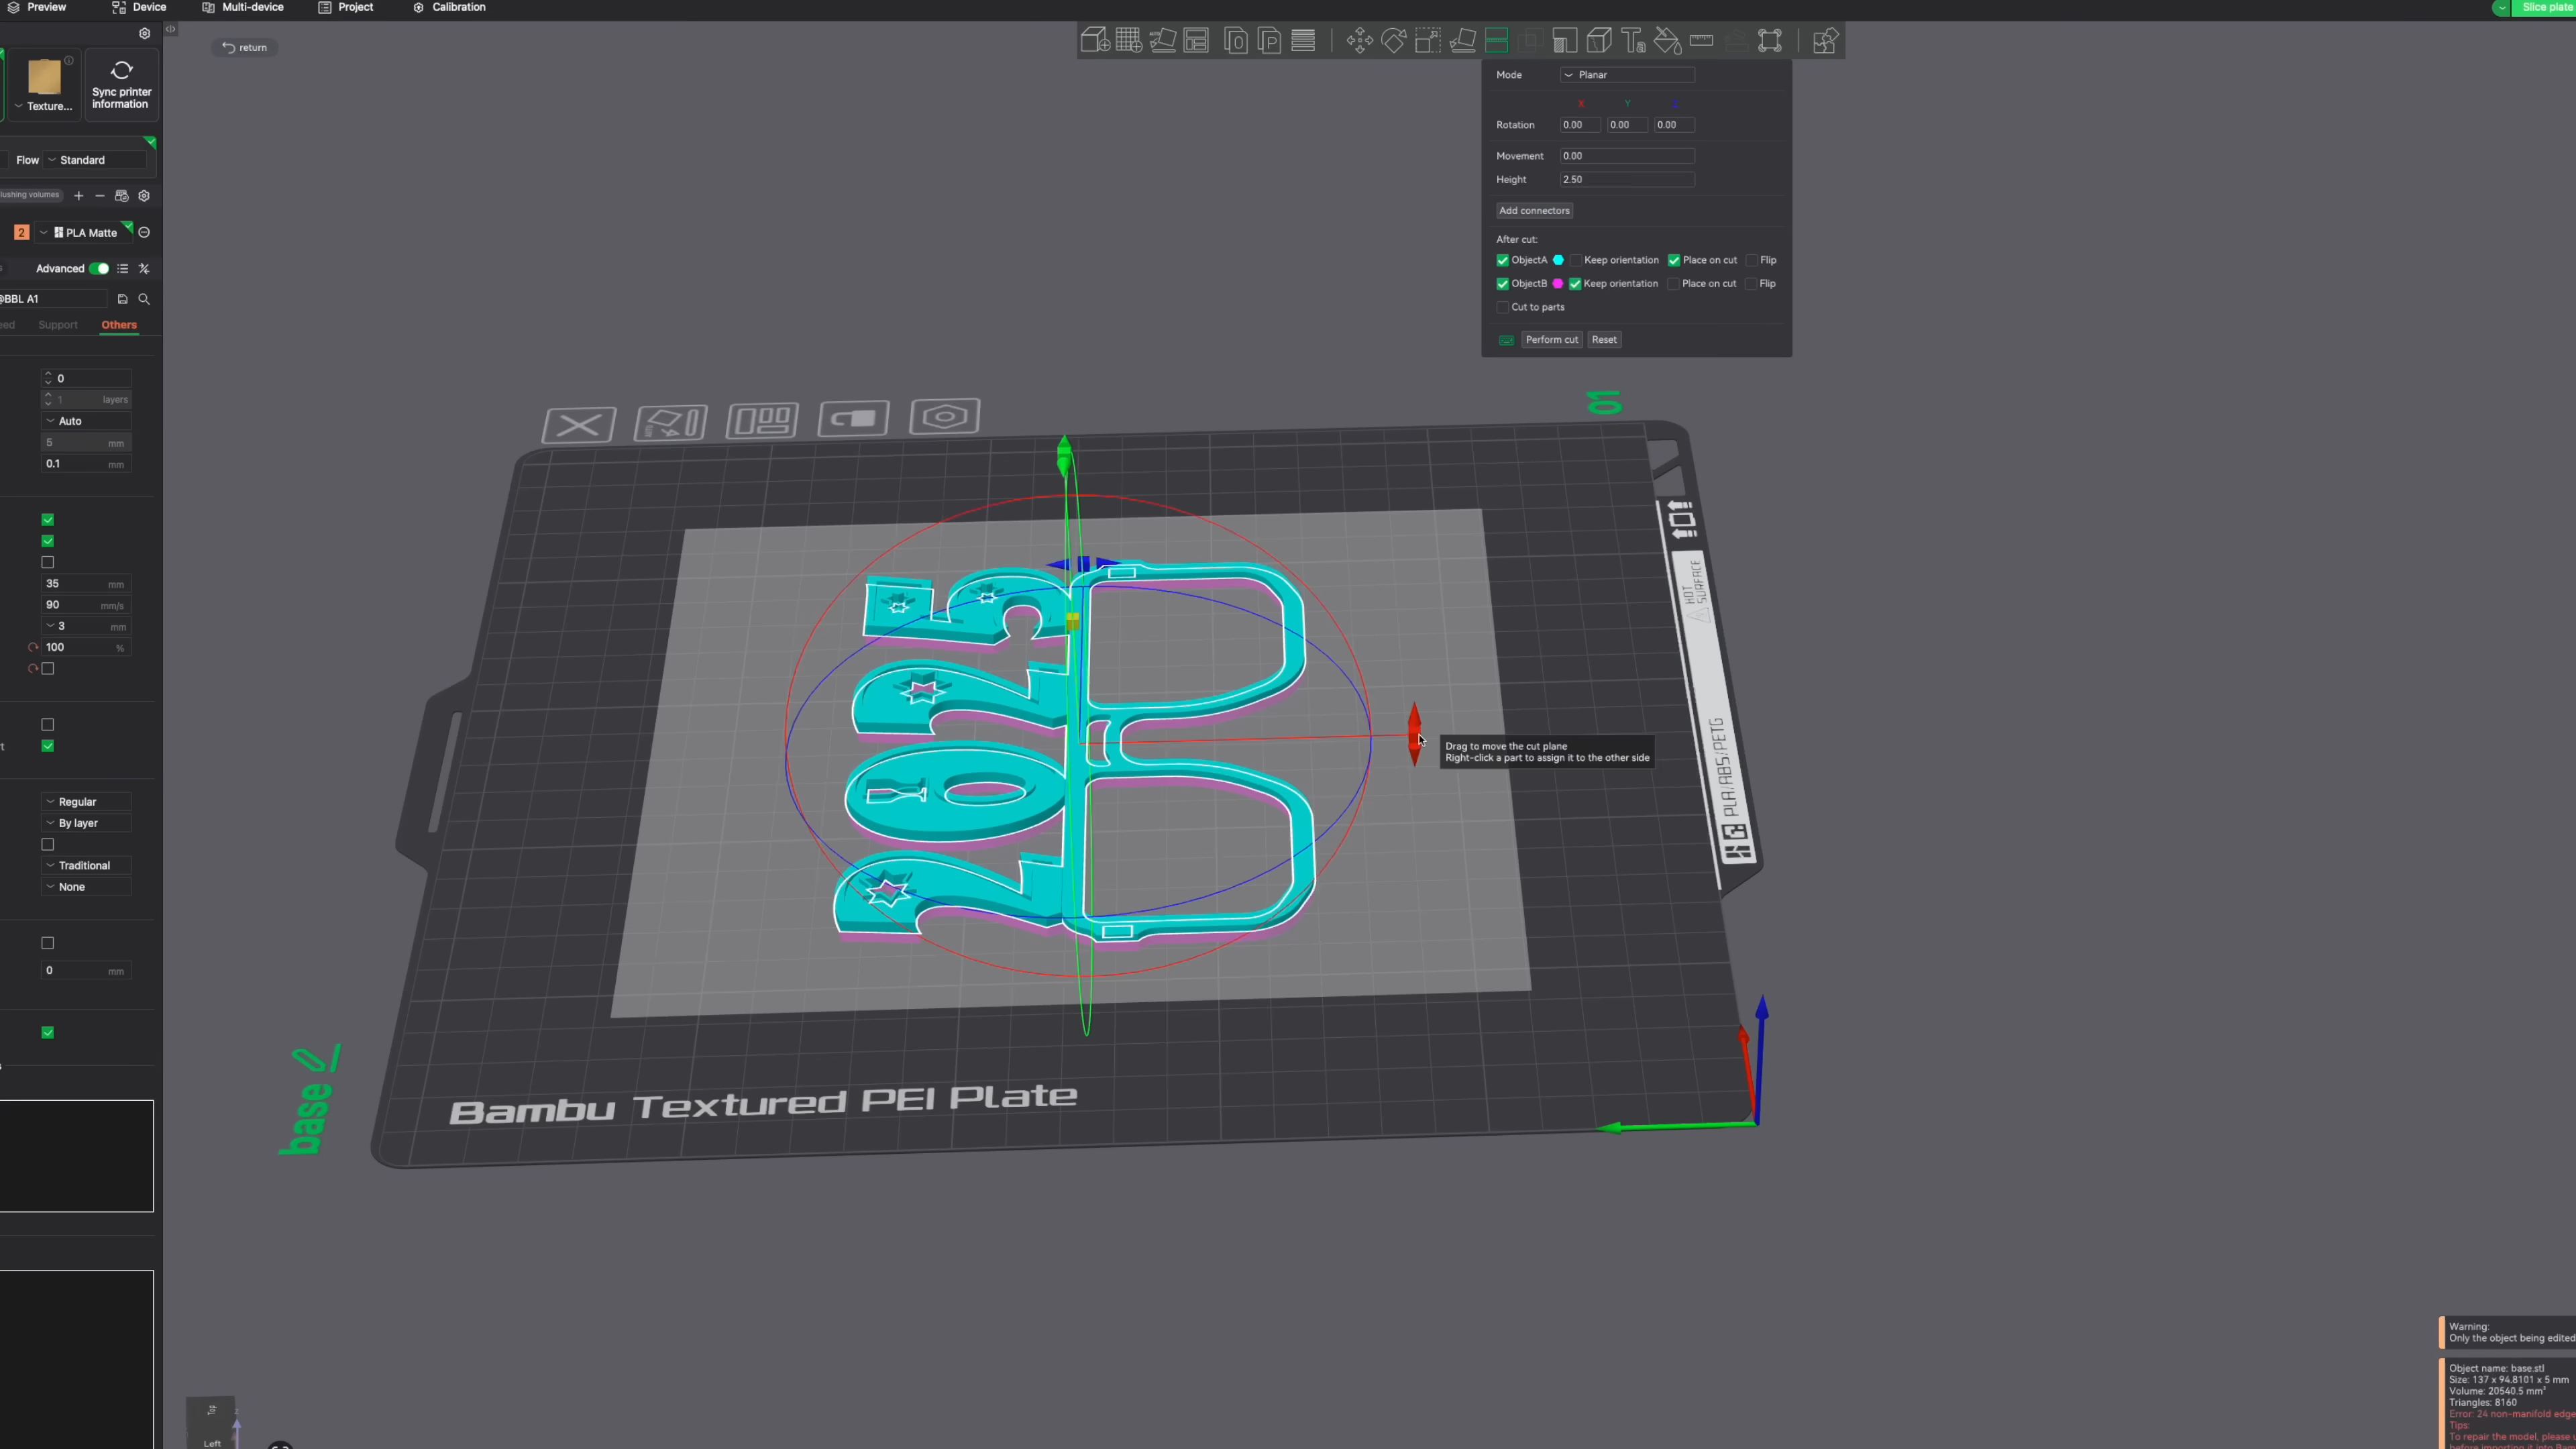 Preview
Device
Multi-device
Project
Calibration
Slice plate
return
Texture...
Sync printer
information
Flow
Standard
lushing volumes
2
PLA Matte
Advanced
@BBL A1
eed
Support
Others
0
1 layers
Auto
5 mm
0.1 mm
35 mm
90 mm/s
3 mm
100 %
Regular
By layer
Traditional
None
0 mm
Mode
Planar
X Y Z
Rotation
0.00 0.00 0.00
Movement
0.00
Height
2.50
Add connectors
After cut:
ObjectA Keep orientation Place on cut Flip
ObjectB Keep orientation Place on cut Flip
Cut to parts
Perform cut Reset
01
HOT
SURFACE
PLA/ABS/PETG
Drag to move the cut plane
Right-click a part to assign it to the other side
2027
base
Bambu Textured PEI Plate
Left
Warning:
Only the object being edited
Object name: base.stl
Size: 137 x 94.8101 x 5 mm
Volume: 20540.5 mm³
Triangles: 8160
Error: 24 non-manifold edge
Tips:
To repair the model, please